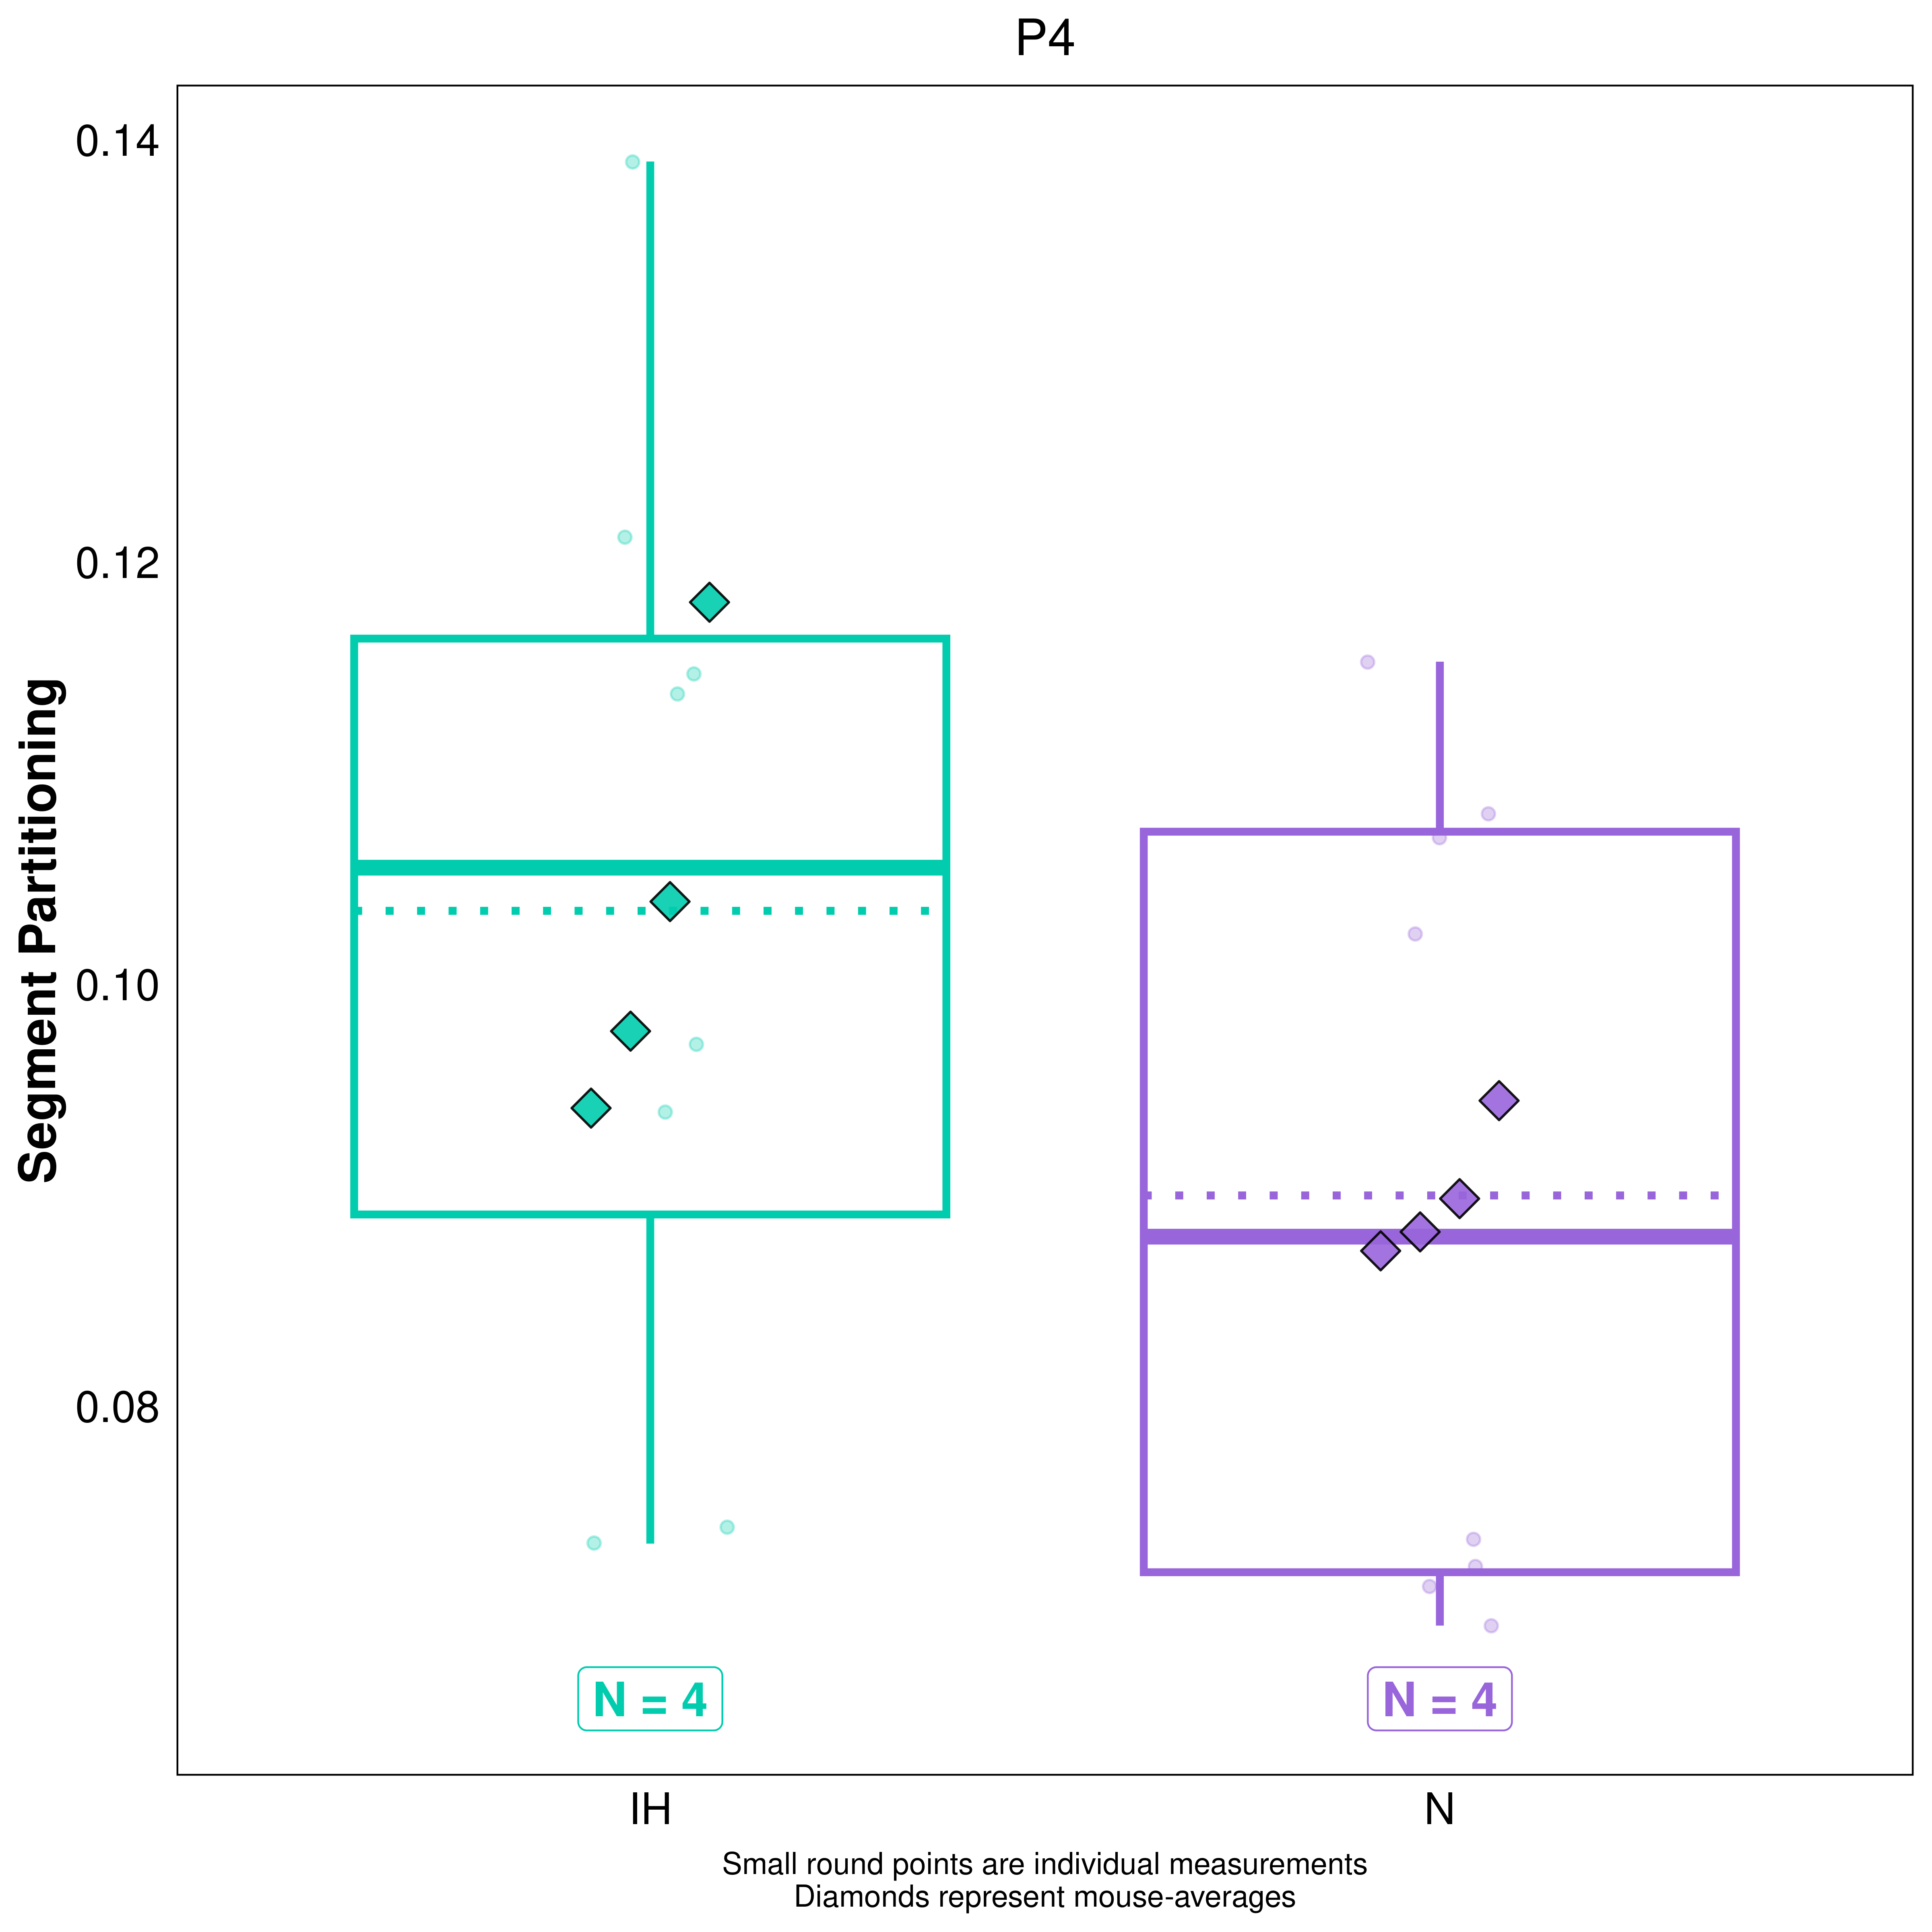 P4
0.14
0.12
0.10
0.08
Segment Partitioning
N = 4
N = 4
IH
N
Small round points are individual measurements
Diamonds represent mouse-averages